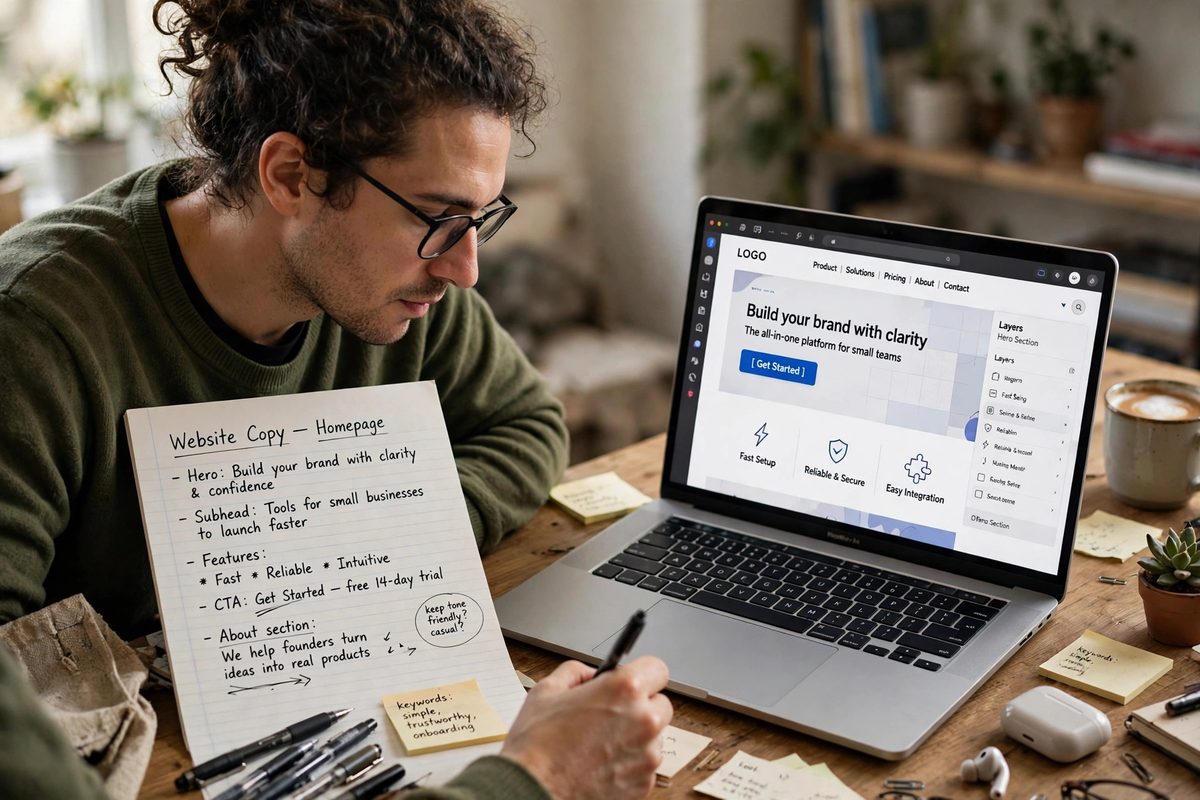 Website Copy — Homepage
- Hero: Build your brand with clarity
& confidence
- Subhead: Tools for small businesses
to launch faster
- Features:
* Fast * Reliable * Intuitive
- CTA: Get Started – free 14-day trial
- About section:
We help founders turn
ideas into real products
keep tone
friendly?
casual?
keywords:
simple,
trustworthy,
onboarding
LOGO
Product | Solutions | Pricing | About | Contact
Build your brand with clarity
The all-in-one platform for small teams
[ Get Started ]
Fast Setup
Reliable & Secure
Easy Integration
Layers
Hero Section
Layers
keywords:
simple,